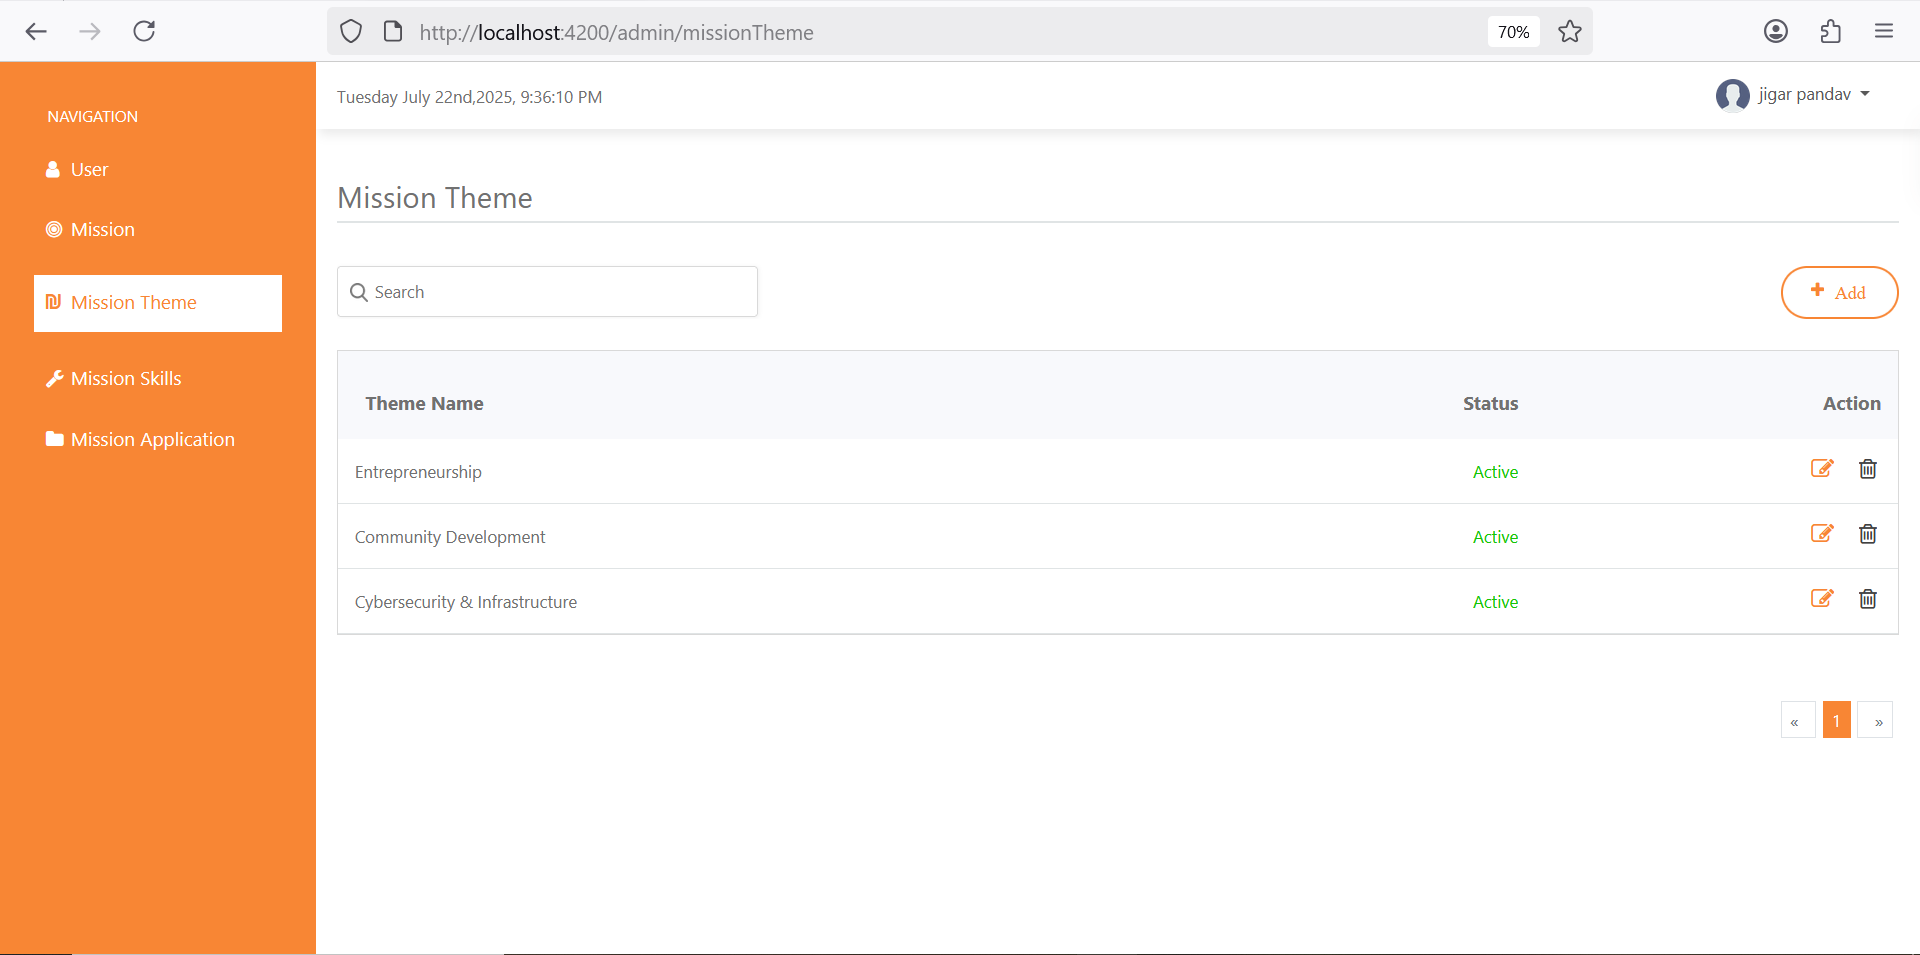 http://localhost:4200/admin/missionTheme 70%
Tuesday July 22nd,2025, 9:36:10 PM
jigar pandav
NAVIGATION
User
Mission
Mission Theme
Mission Skills
Mission Application
Mission Theme
Search
Add
Theme Name Status Action
Entrepreneurship Active
Community Development Active
Cybersecurity & Infrastructure Active
« 1 »